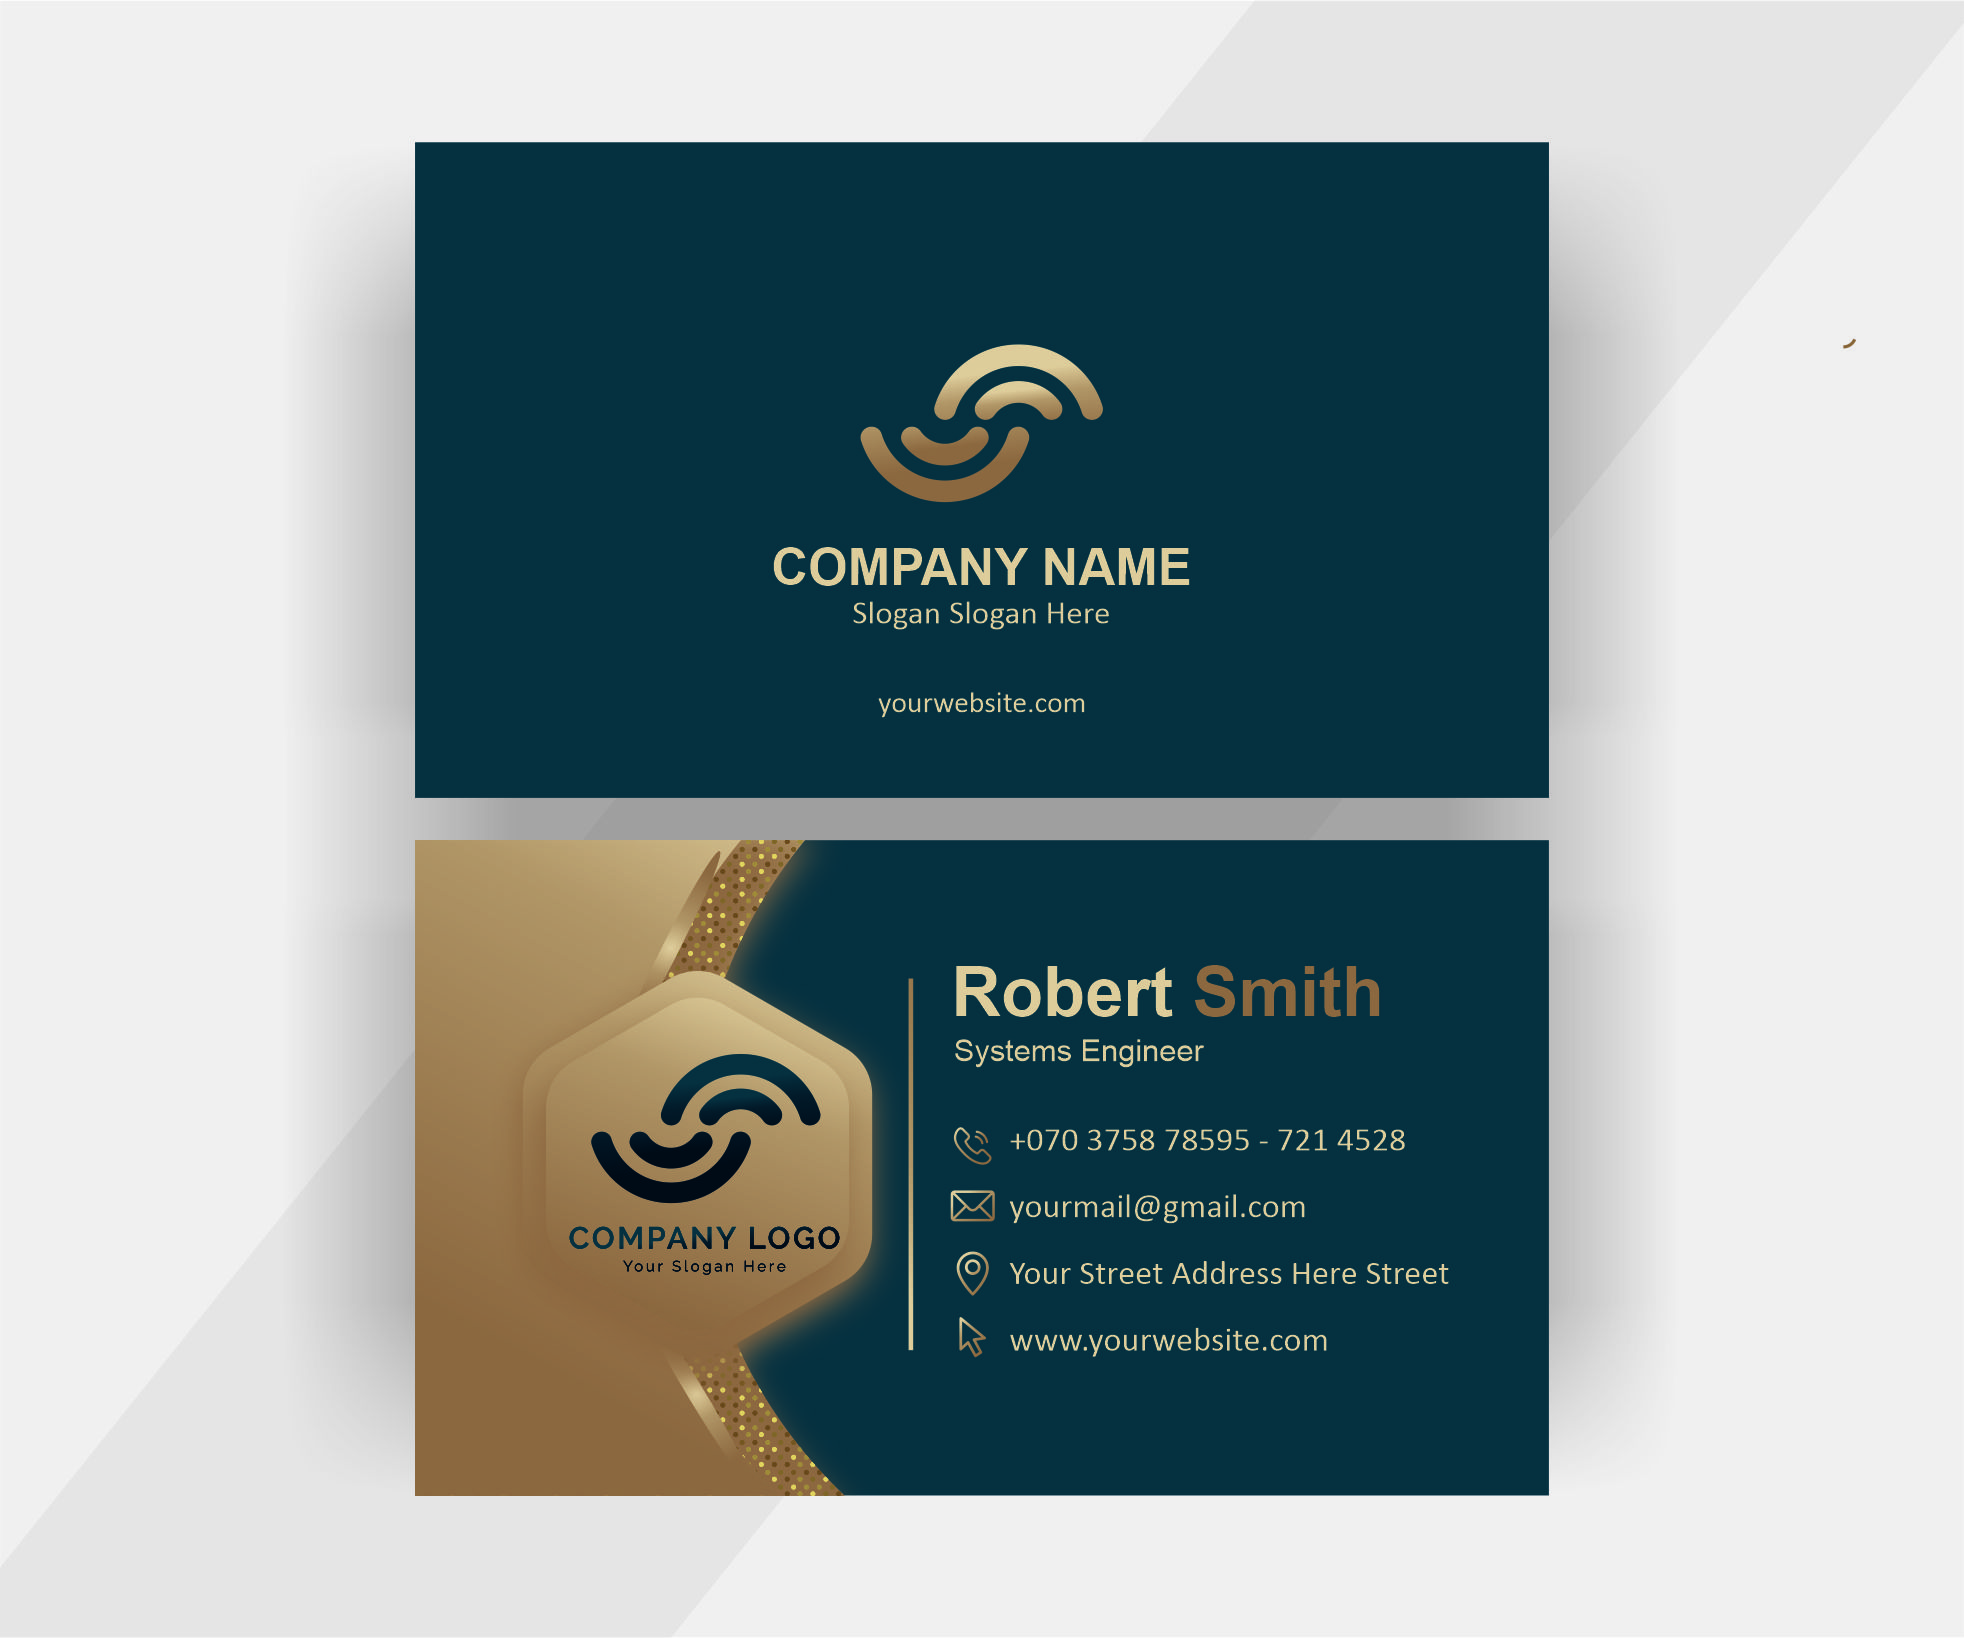 COMPANY NAME
Slogan Slogan Here
yourwebsite.com
COMPANY LOGO
Your Slogan Here
Robert Smith
Systems Engineer
+070 3758 78595 - 721 4528
yourmail@gmail.com
Your Street Address Here Street
www.yourwebsite.com